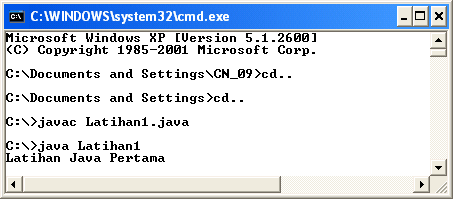 C:\WINDOWS\system32\cmd.exe
Microsoft Windows XP [Version 5.1.2600]
(C) Copyright 1985-2001 Microsoft Corp.
C:\Documents and Settings\CN_09>cd..
C:\Documents and Settings>cd..
C:\>javac Latihan1.java
C:\>java Latihan1
Latihan Java Pertama